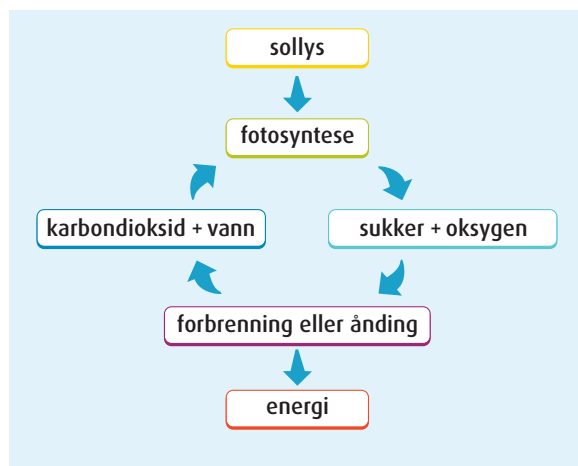 sollys
fotosyntese
karbondioksid + vann
sukker + oksygen
forbrenning eller ånding
energi